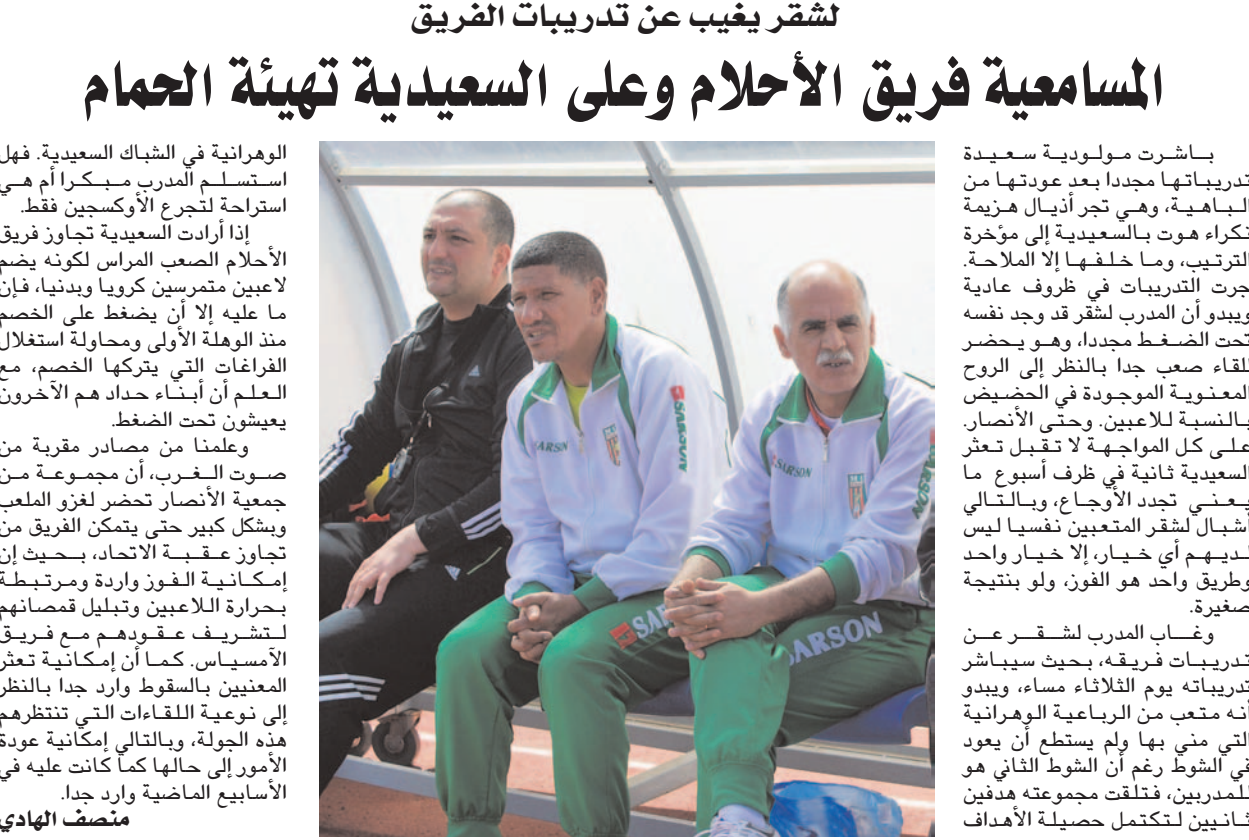 لشقر يغيب عن تدريبات الفريق
المسامعية فريق الأحلام وعلى السعيدية تهيئة الحمام
باشرت مولودية سعيدة
تدريباتها مجددا بعد عودتها من
الباهية، وهي تجر أذيال هزيمة
نكراء هوت بالسعيدية إلى مؤخرة
الترتيب، وما خلفها إلا الملاحة.
جرت التدريبات في ظروف عادية
ويبدو أن المدرب لشقر قد وجد نفسه
تحت الضغط مجددا، وهو يحضر
للقاء صعب جدا بالنظر إلى الروح
المعنوية الموجودة في الحضيض
بالنسبة للاعبين. وحتى الأنصار.
على كل المواجهة لا تقبل تعثر
السعيدية ثانية في ظرف أسبوع ما
يعني تجدد الأوجاع، وبالتالي
أشبال لشقر المتعبين نفسيا ليس
لديهم أي خيار، إلا خيار واحد
وطريق واحد هو الفوز، ولو بنتيجة
صغيرة.
وغاب المدرب لشقر عن
تدريبات فريقه، بحيث سيباشر
تدريباته يوم الثلاثاء مساء، ويبدو
أنه متعب من الرباعية الوهرانية
التي مني بها ولم يستطع أن يعود
في الشوط رغم أن الشوط الثاني هو
للمدربين، فتلقت مجموعته هدفين
ثانيين لتكتمل حصيلة الأهداف
الوهرانية في الشباك السعيدية. فهل
استسلم المدرب مبكرا أم هي
استراحة لتجرع الأوكسجين فقط.
إذا أرادت السعيدية تجاوز فريق
الأحلام الصعب المراس لكونه يضم
لاعبين متمرسين كرويا وبدنيا، فإن
ما عليه إلا أن يضغط على الخصم
منذ الوهلة الأولى ومحاولة استغلال
الفراغات التي يتركها الخصم، مع
العلم أن أبناء حداد هم الآخرون
يعيشون تحت الضغط.
وعلمنا من مصادر مقربة من
صوت الغرب، أن مجموعة من
جمعية الأنصار تحضر لغزو الملعب
وبشكل كبير حتى يتمكن الفريق من
تجاوز عقبة الاتحاد، بحيث إن
إمكانية الفوز واردة ومرتبطة
بحرارة اللاعبين وتبليل قمصانهم
لتشريف عقودهم مع فريق
الآمسياس. كما أن إمكانية تعثر
المعنيين بالسقوط وارد جدا بالنظر
إلى نوعية اللقاءات التي تنتظرهم
هذه الجولة، وبالتالي إمكانية عودة
الأمور إلى حالها كما كانت عليه في
الأسابيع الماضية وارد جدا.
منصف الهادي
SARSON
SARSON
SARSON
SARSON
SARSON